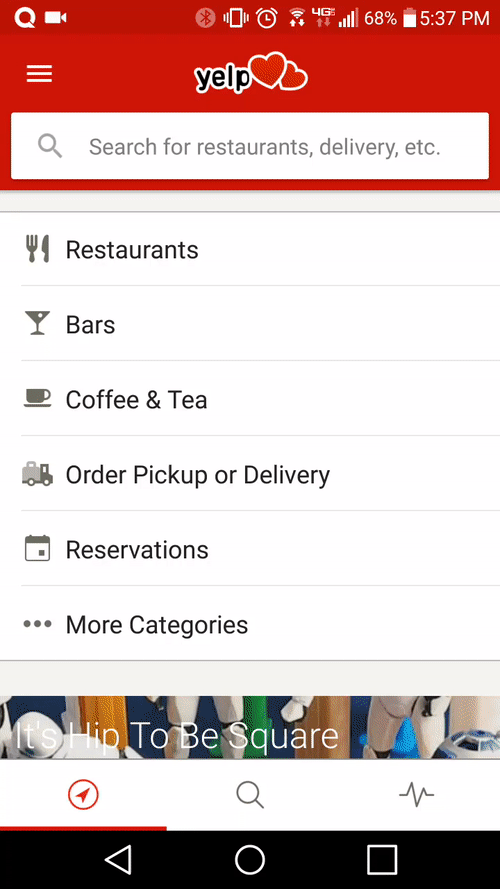 4G
68%
5:37 PM
yelp
Search for restaurants, delivery, etc.
Restaurants
Bars
Coffee & Tea
Order Pickup or Delivery
Reservations
More Categories
It's Hip To Be Square